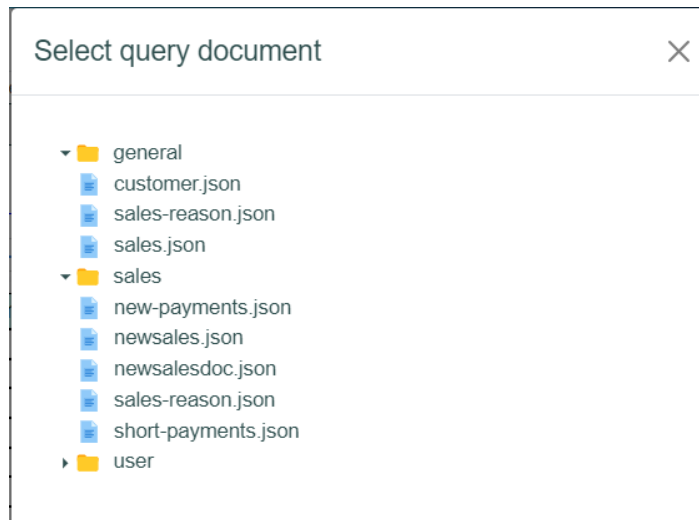 Select query document
general
customer.json
sales-reason.json
sales.json
sales
new-payments.json
newsales.json
newsalesdoc.json
sales-reason.json
short-payments.json
user